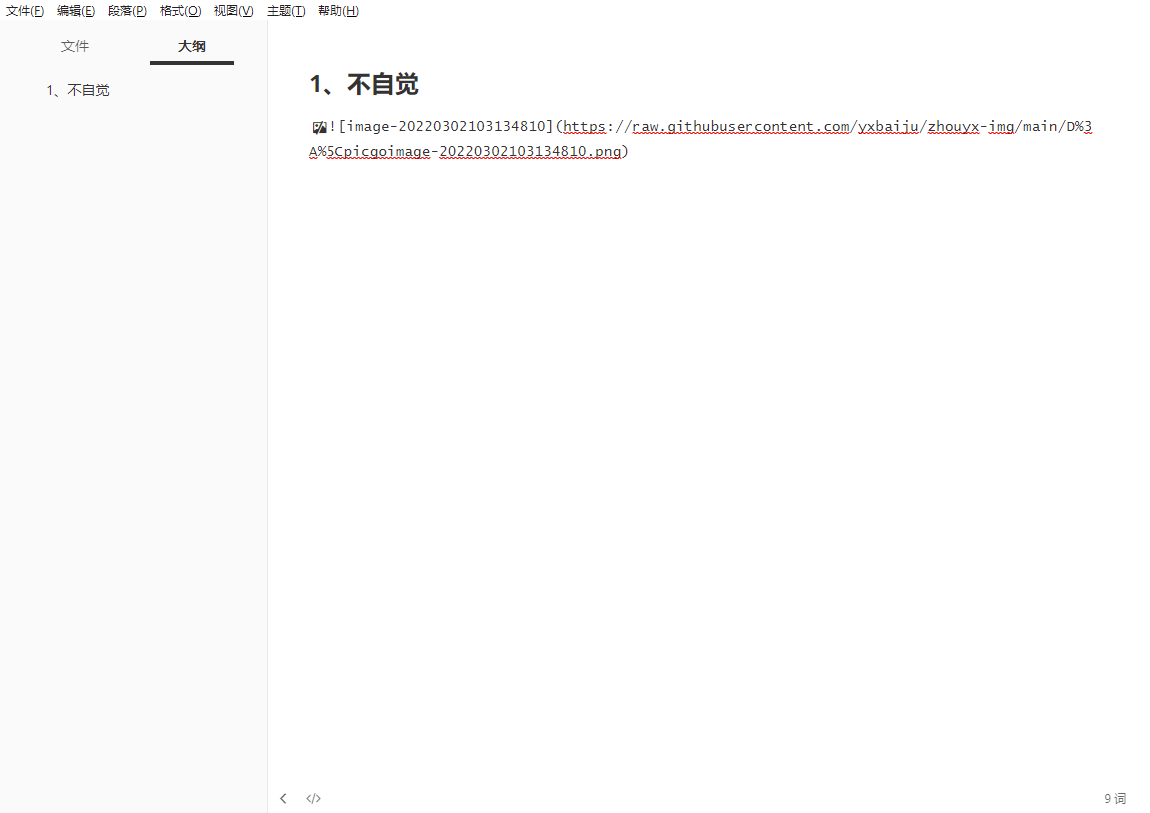 文件(F) 编辑(E) 段落(P) 格式(O) 视图(V) 主题(T) 帮助(H)
文件 大纲
1、不自觉
1、不自觉
![image-20220302103134810](https://raw.githubusercontent.com/yxbaiju/zhouyx-img/main/D%3
A%5Cpicgoimage-20220302103134810.png)
</> 9 词